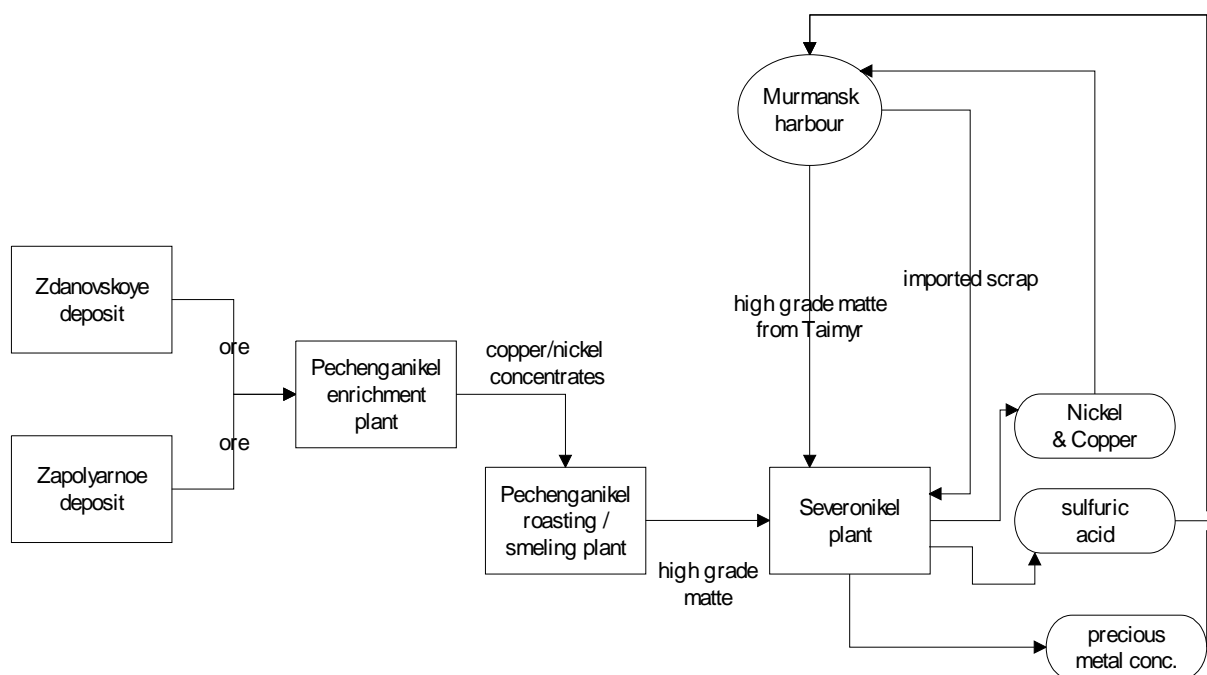 Murmansk
harbour
Zdanovskoye
deposit
ore
Pechenganikel
enrichment
plant
copper/nickel
concentrates
ore
Zapolyarnoe
deposit
Pechenganikel
roasting /
smeling plant
high grade
matte
high grade matte
from Taimyr
imported scrap
Severonikel
plant
Nickel
& Copper
sulfuric
acid
precious
metal conc.